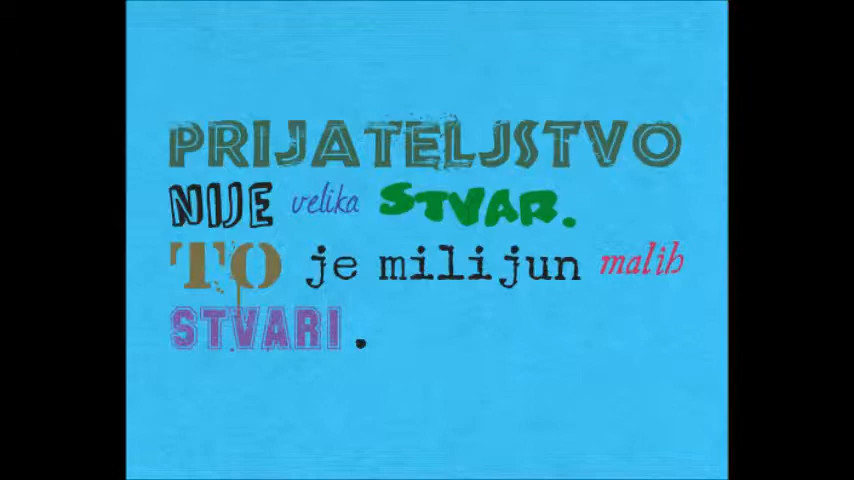 PRIJATELJSTVO
NIJE velika STVAR.
TO je milijun malih
STVARI.